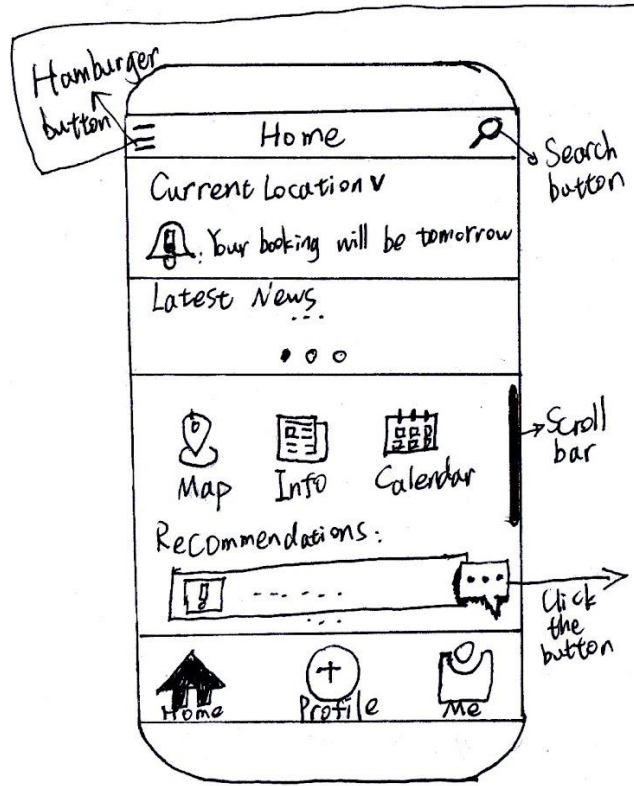 Hamburger
button
Home
Search
button
Current Location
: Your booking will be tomorrow
Latest News
...
Map
Info
Calendar
Scroll
bar
Recommendations:
...
Click
the
button
Home
Profile
Me